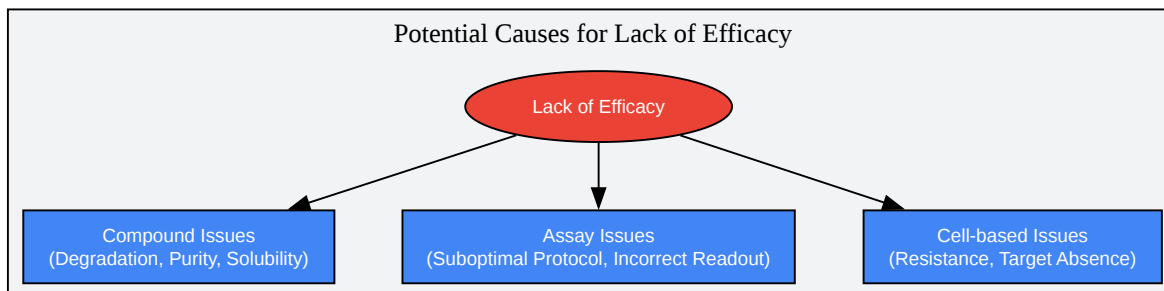 Potential Causes for Lack of Efficacy
Lack of Efficacy
Compound Issues
(Degradation, Purity, Solubility)
Assay Issues
(Suboptimal Protocol, Incorrect Readout)
Cell-based Issues
(Resistance, Target Absence)